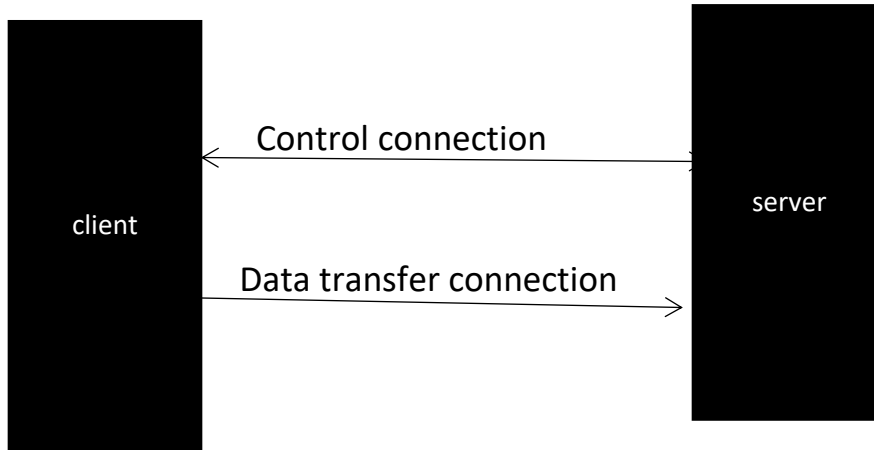 Control connection
client
server
Data transfer connection